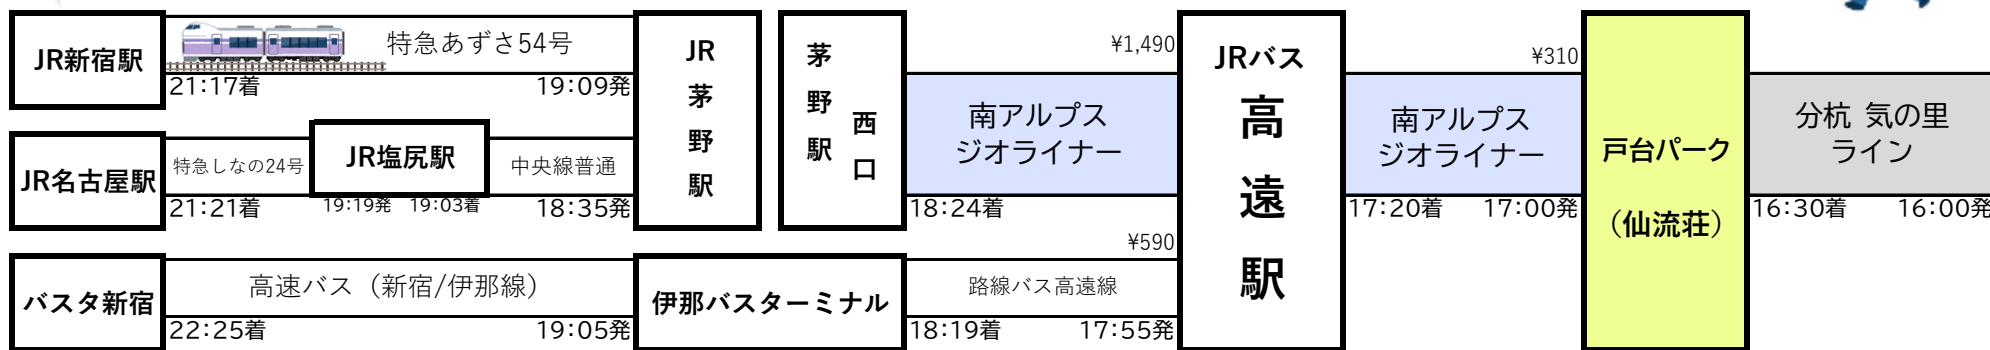 JR新宿駅
特急あずさ54号
21:17着
19:09発
JR名古屋駅
特急しなの24号
21:21着
JR塩尻駅
19:19発 19:03着
中央線普通
18:35発
JR茅野駅
茅野駅西口
¥1,490
南アルプス
ジオライナー
18:24着
バスタ新宿
高速バス（新宿/伊那線）
22:25着
19:05発
伊那バスターミナル
¥590
路線バス高遠線
18:19着
17:55発
JRバス
高遠駅
¥310
南アルプス
ジオライナー
17:20着
17:00発
戸台パーク
（仙流荘）
分杭 気の里
ライン
16:30着
16:00発